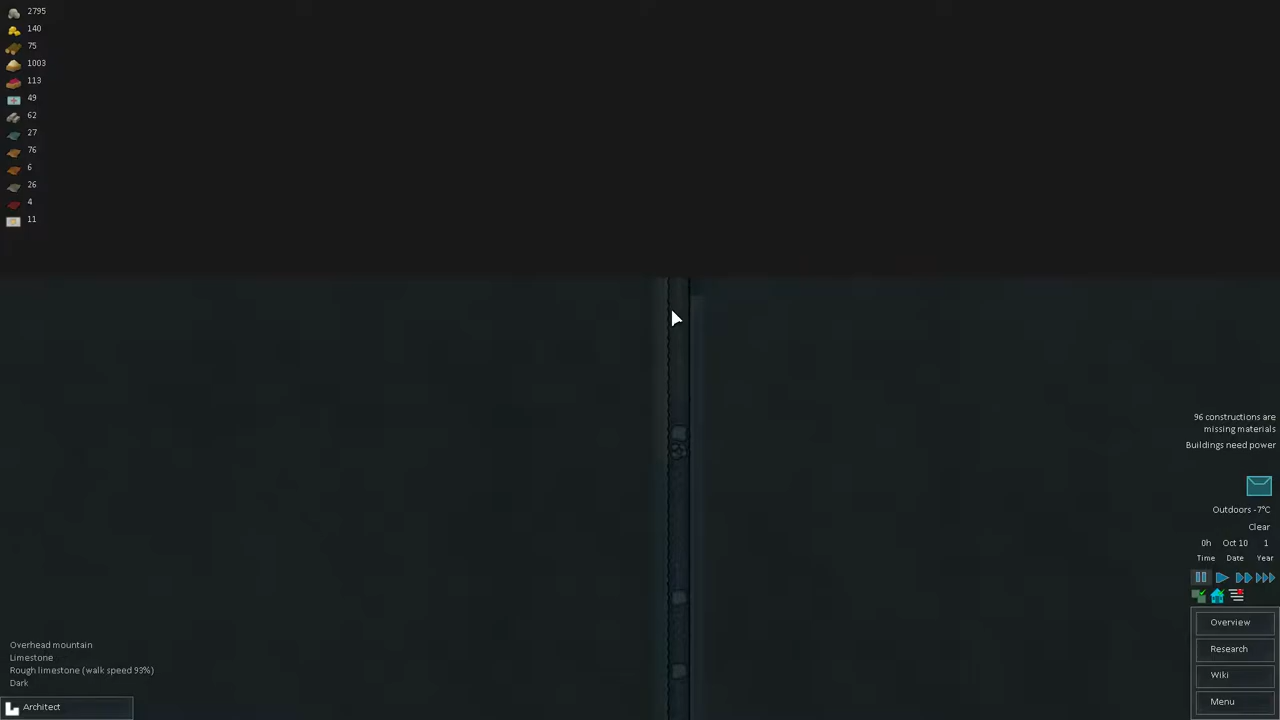 2795
140
75
1003
113
49
62
27
76
6
26
4
11
96 constructions are
missing materials
Buildings need power
Outdoors -7°C
Clear
0h Oct 10 1
Time Date Year
Overview
Research
Wiki
Menu
Overhead mountain
Limestone
Rough limestone (walk speed 93%)
Dark
Architect